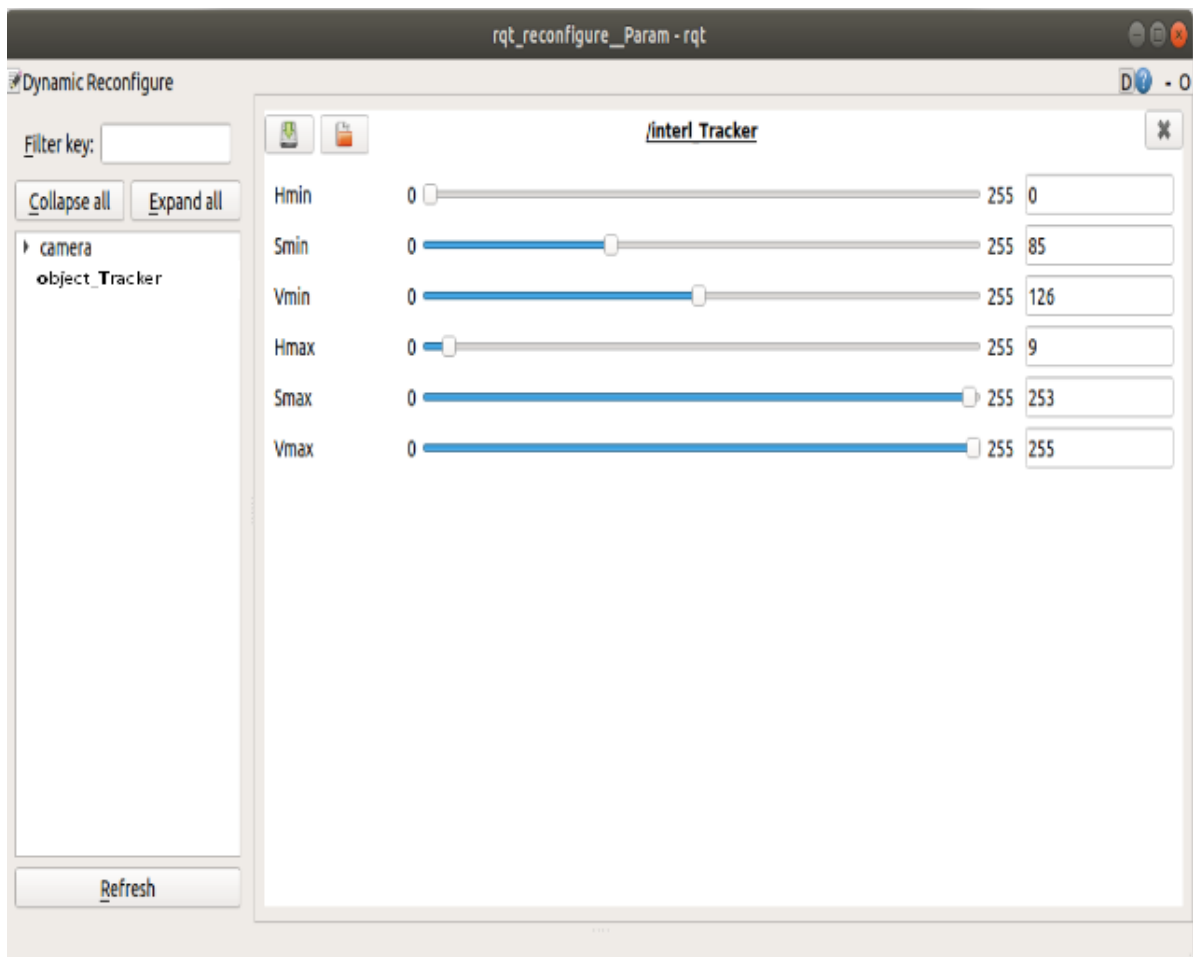 rqt_reconfigure__Param - rqt
Dynamic Reconfigure
D? - O
Filter key:
Collapse all Expand all
camera
object_Tracker
Refresh
/interl_Tracker
Hmin 0 255 0
Smin 0 255 85
Vmin 0 255 126
Hmax 0 255 9
Smax 0 255 253
Vmax 0 255 255